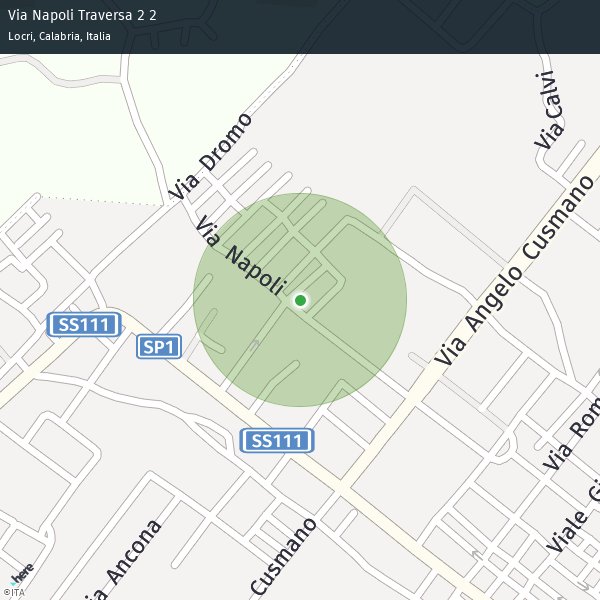 Via Napoli Traversa 2 2
Locri, Calabria, Italia
Via Calvi
Via Dromo
Via Napoli
Via Angelo Cusmano
SS111
SP1
SS111
Via Rom
Viale Gi
ia Ancona
Cusmano
here
©ITA